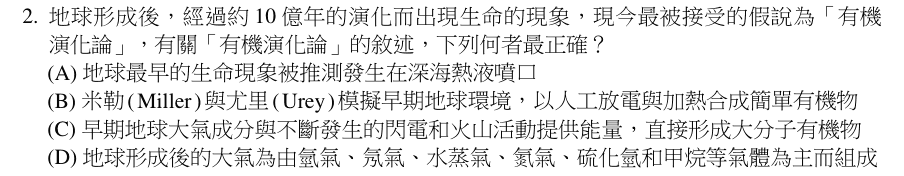 2. 地球形成後，經過約 10 億年的演化而出現生命的現象，現今最被接受的假說為「有機
演化論」，有關「有機演化論」的敘述，下列何者最正確？
(A) 地球最早的生命現象被推測發生在深海熱液噴口
(B) 米勒(Miller)與尤里(Urey)模擬早期地球環境，以人工放電與加熱合成簡單有機物
(C) 早期地球大氣成分與不斷發生的閃電和火山活動提供能量，直接形成大分子有機物
(D) 地球形成後的大氣為由氫氣、氖氣、水蒸氣、氦氣、硫化氫和甲烷等氣體為主而組成